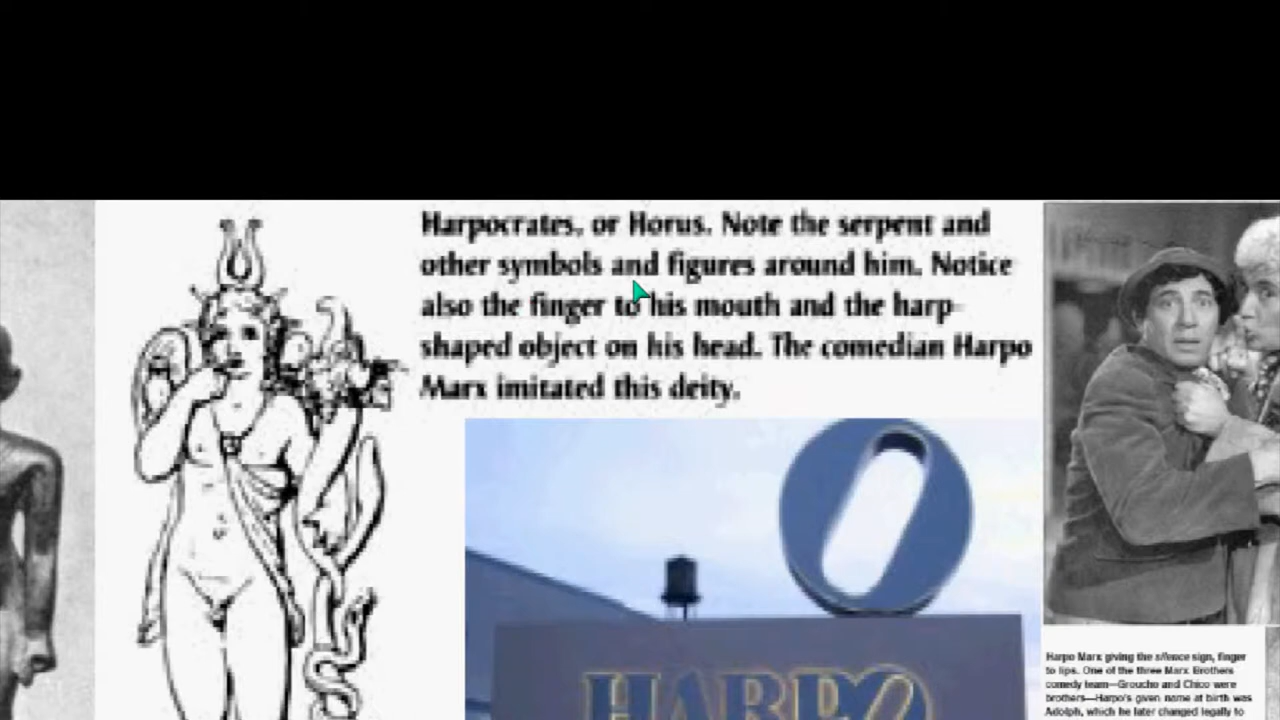 Harpocrates, or Horus. Note the serpent and
other symbols and figures around him. Notice
also the finger to his mouth and the harp-
shaped object on his head. The comedian Harpo
Marx imitated this deity.
O
HARPO
Harpo Marx giving the silence sign, finger
to lips. One of the three Marx Brothers
comedy team—Groucho and Chico were
brothers—Harpo's given name at birth was
Adolph, which he later changed legally to